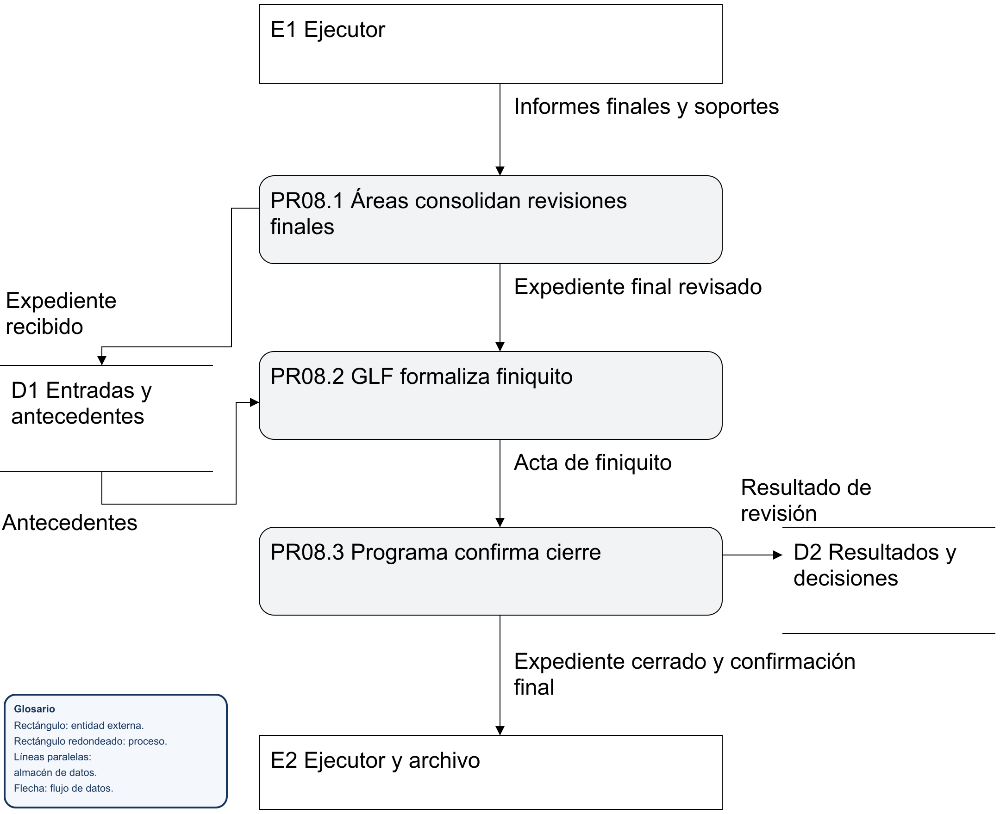 E1 Ejecutor
Informes finales y soportes
PR08.1 Áreas consolidan revisiones
finales
Expediente final revisado
Expediente
recibido
PR08.2 GLF formaliza finiquito
D1 Entradas y
antecedentes
Acta de finiquito
Antecedentes
Resultado de
revisión
PR08.3 Programa confirma cierre
D2 Resultados y
decisiones
Expediente cerrado y confirmación
final
Glosario
Rectángulo: entidad externa.
Rectángulo redondeado: proceso.
Líneas paralelas:
almacén de datos.
Flecha: flujo de datos.
E2 Ejecutor y archivo